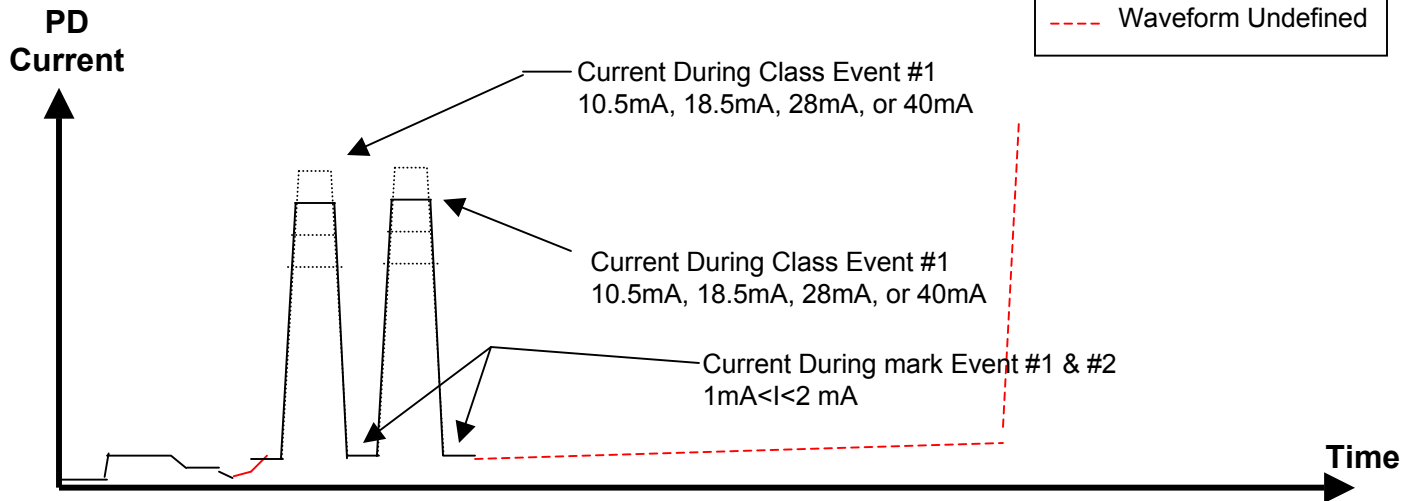 PD
Current
Waveform Undefined
Current During Class Event #1
10.5mA, 18.5mA, 28mA, or 40mA
Current During Class Event #1
10.5mA, 18.5mA, 28mA, or 40mA
Current During mark Event #1 & #2
1mA<I<2 mA
Time